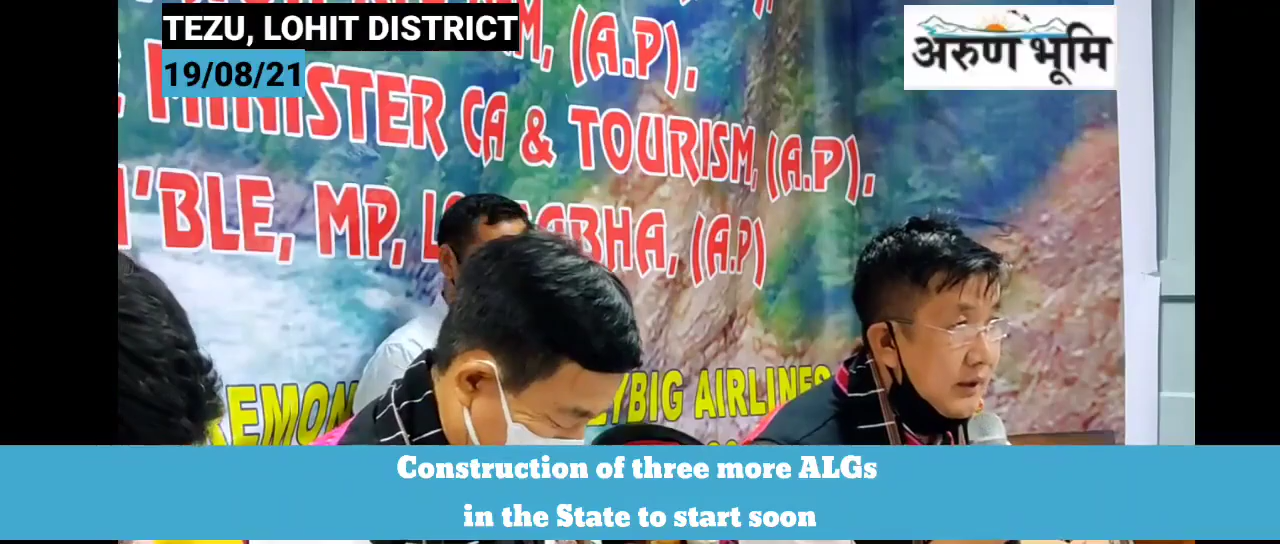 TEZU, LOHIT DISTRICT
19/08/21
अरुण भूमि
(A.P).
MINISTER CA & TOURISM, (A.P).
'BLE, MP, (A.P)
AIRLINES
Construction of three more ALGs
in the State to start soon